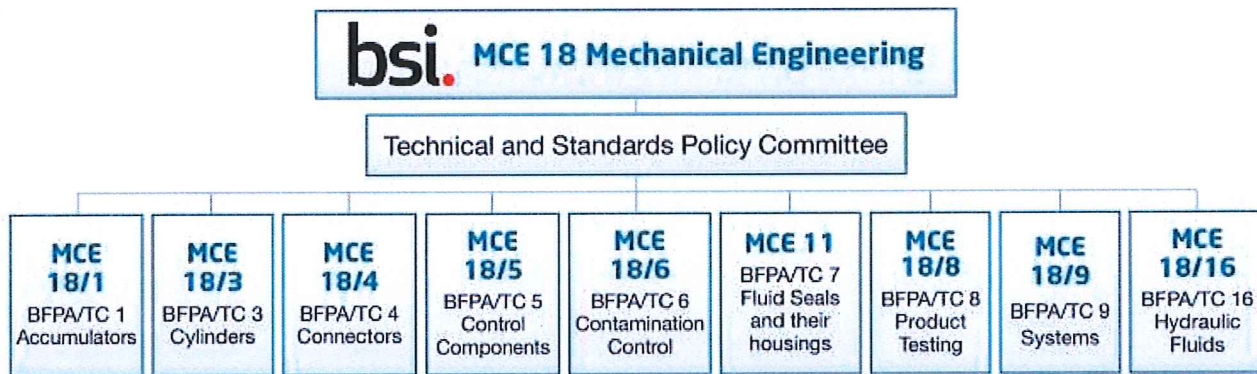 bsi. MCE 18 Mechanical Engineering
Technical and Standards Policy Committee
MCE
18/1
BFPA/TC 1
Accumulators
MCE
18/3
BFPA/TC 3
Cylinders
MCE
18/4
BFPA/TC 4
Connectors
MCE
18/5
BFPA/TC 5
Control
Components
MCE
18/6
BFPA/TC 6
Contamination
Control
MCE 11
BFPA/TC 7
Fluid Seals
and their
housings
MCE
18/8
BFPA/TC 8
Product
Testing
MCE
18/9
BFPA/TC 9
Systems
MCE
18/16
BFPA/TC 16
Hydraulic
Fluids